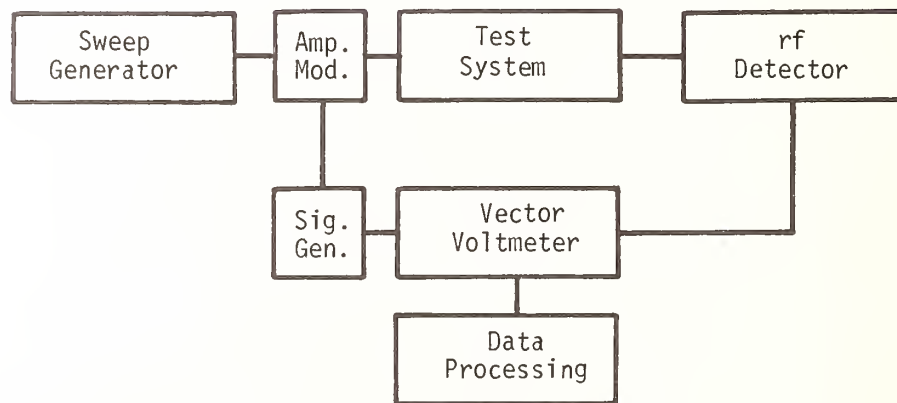 Sweep
Generator
Amp.
Mod.
Test
System
rf
Detector
Sig.
Gen.
Vector
Voltmeter
Data
Processing